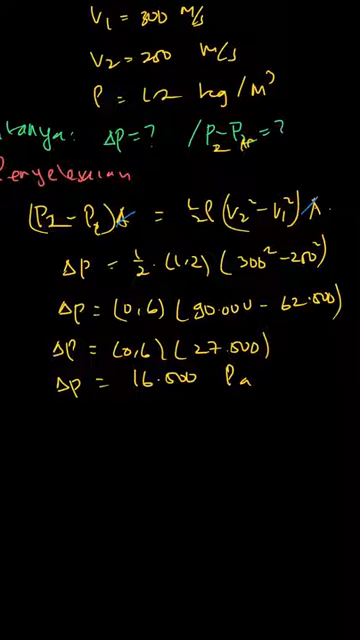 V₁ = 300 m/s
V₂ = 250 m/s
ρ = 1.2 kg/m³
tanya: ΔP = ? / P₂ - P₁ = ?
Penyelesaian
(P₂ - P₁) A = ½ρ (V₂² - V₁²) A
ΔP = ½ · (1,2) (300² - 250²)
ΔP = (0,6) (90.000 - 62.500)
ΔP = (0,6) (27.500)
ΔP = 16.500 Pa